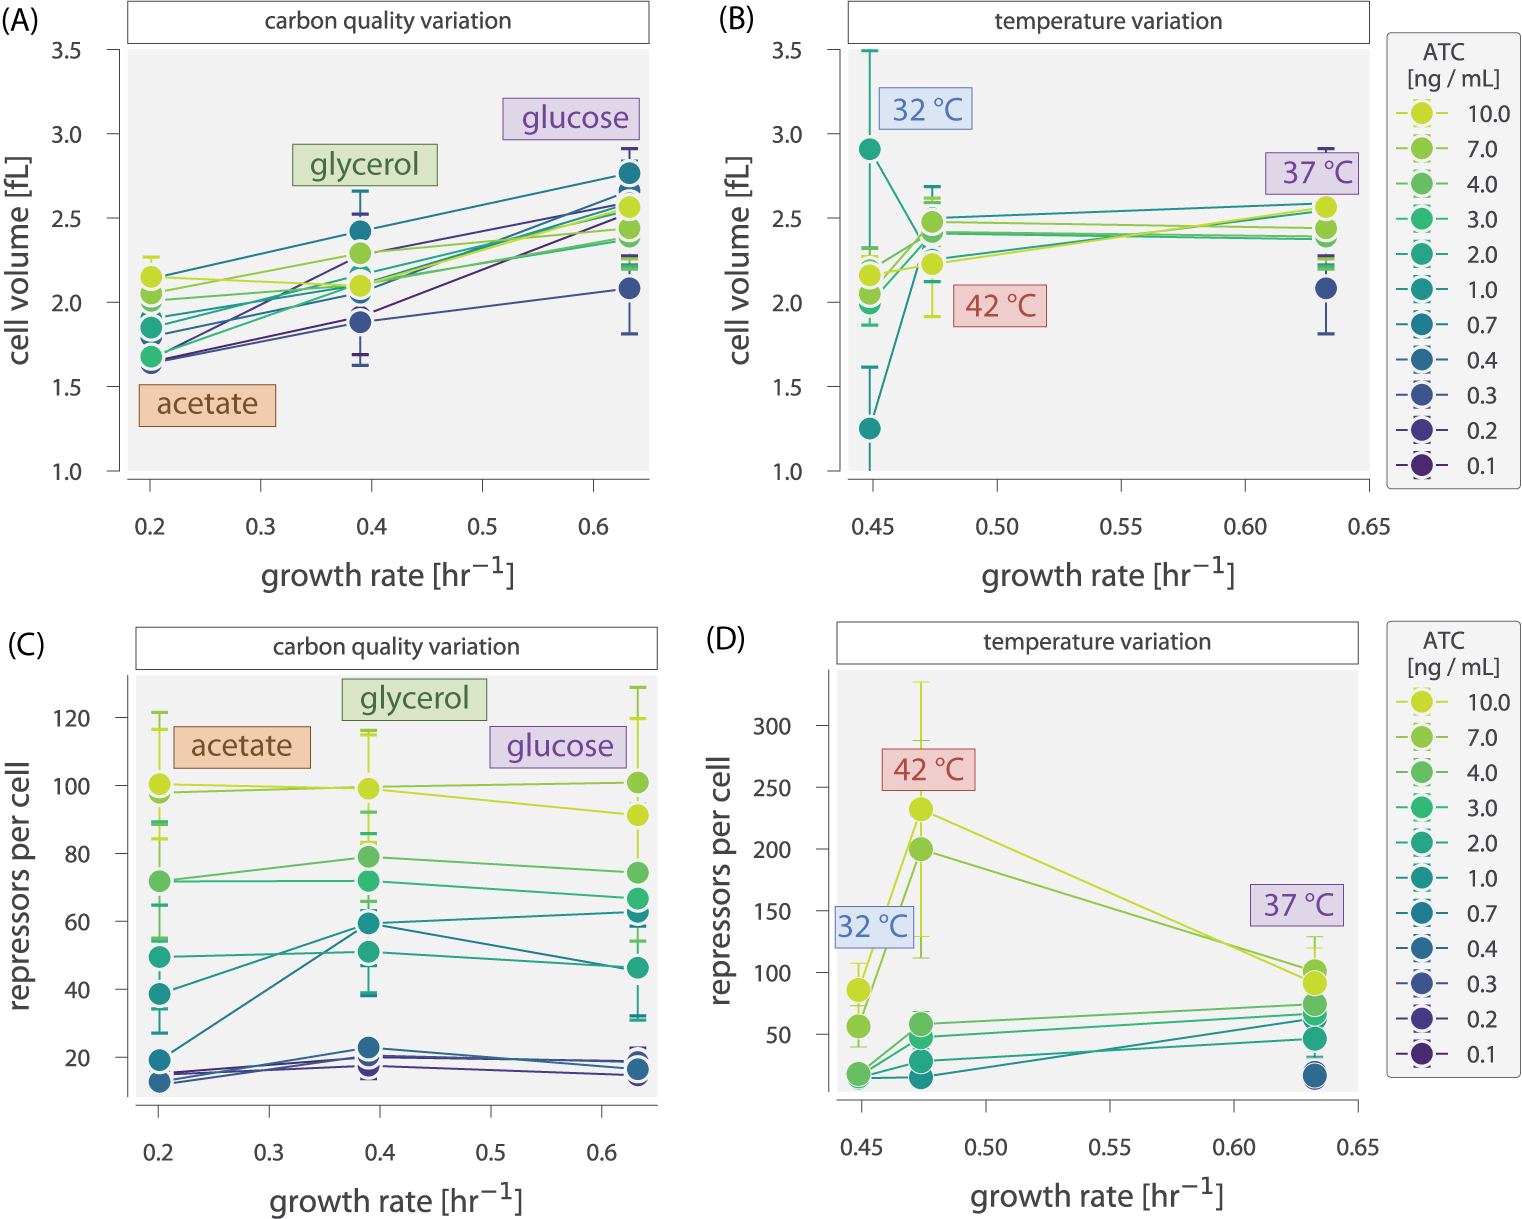 (A)
carbon quality variation
3.5
3.0
2.5
2.0
1.5
1.0
cell volume [fL]
glucose
glycerol
acetate
0.2 0.3 0.4 0.5 0.6
growth rate [hr⁻¹]
(B)
temperature variation
3.5
3.0
2.5
2.0
1.5
1.0
cell volume [fL]
32 °C
37 °C
42 °C
0.45 0.50 0.55 0.60 0.65
growth rate [hr⁻¹]
ATC
[ng / mL]
10.0
7.0
4.0
3.0
2.0
1.0
0.7
0.4
0.3
0.2
0.1
(C)
carbon quality variation
120
100
80
60
40
20
repressors per cell
glycerol
acetate
glucose
0.2 0.3 0.4 0.5 0.6
growth rate [hr⁻¹]
(D)
temperature variation
300
250
200
150
100
50
repressors per cell
42 °C
37 °C
32 °C
0.45 0.50 0.55 0.60 0.65
growth rate [hr⁻¹]
ATC
[ng / mL]
10.0
7.0
4.0
3.0
2.0
1.0
0.7
0.4
0.3
0.2
0.1